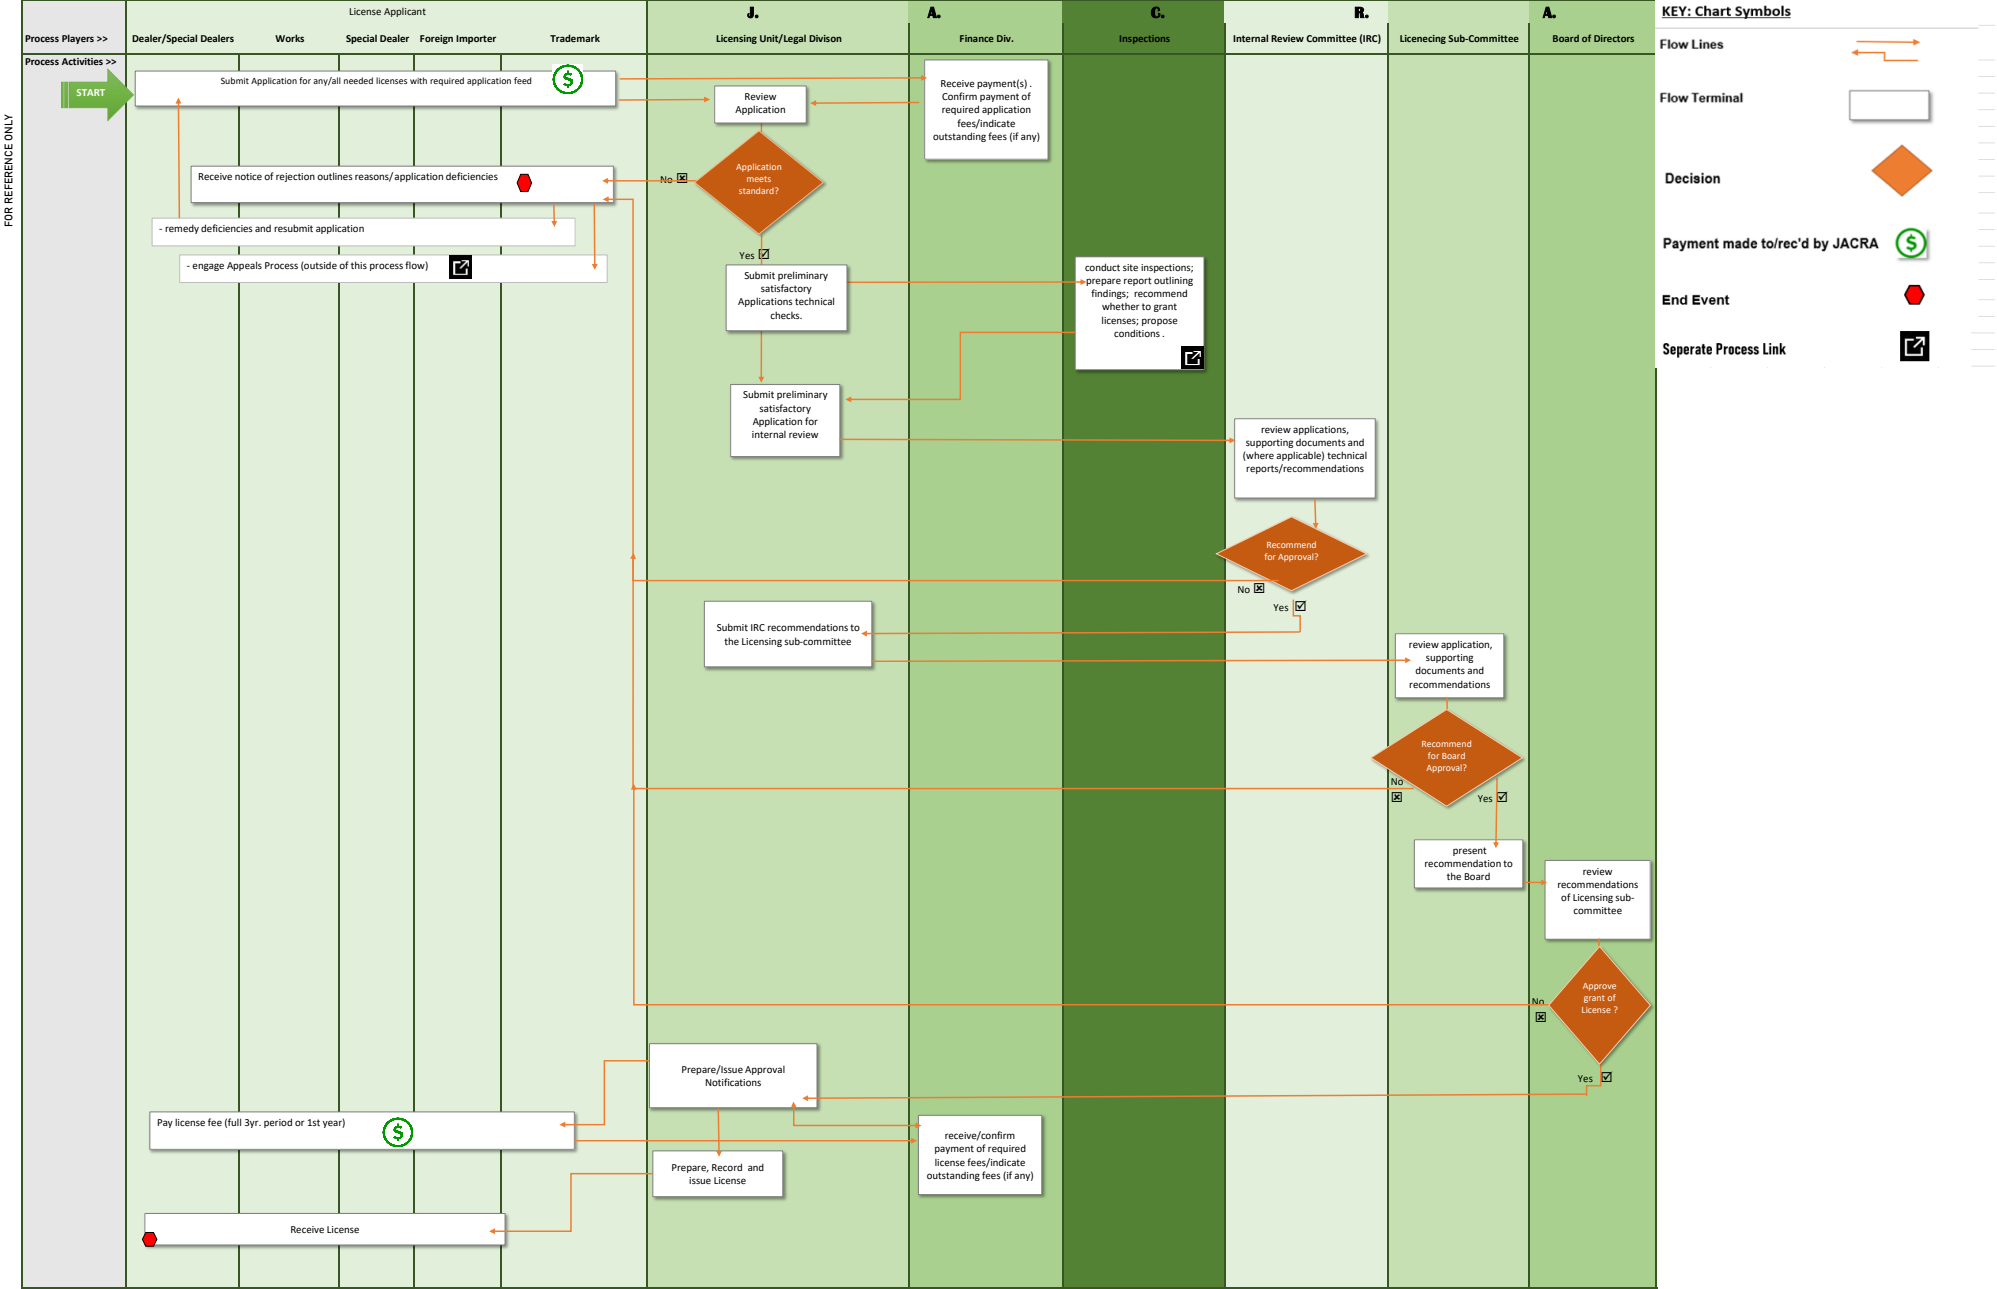 License Applicant
J.
A.
C.
R.
A.
Process Players >>
Dealer/Special Dealers
Works
Special Dealer
Foreign Importer
Trademark
Licensing Unit/Legal Divison
Finance Div.
Inspections
Internal Review Committee (IRC)
Licenecing Sub-Committee
Board of Directors
Process Activities >>
FOR REFERENCE ONLY
START
Submit Application for any/all needed licenses with required application feed
$
Review
Application
Receive payment(s) .
Confirm payment of
required application
fees/indicate
outstanding fees (if any)
Application
meets
standard?
No
Receive notice of rejection outlines reasons/ application deficiencies
- remedy deficiencies and resubmit application
- engage Appeals Process (outside of this process flow)
Yes
Submit preliminary
satisfactory
Applications technical
checks.
conduct site inspections;
prepare report outlining
findings; recommend
whether to grant
licenses; propose
conditions .
Submit preliminary
satisfactory
Application for
internal review
review applications,
supporting documents and
(where applicable) technical
reports/recommendations
Recommend
for Approval?
No
Yes
Submit IRC recommendations to
the Licensing sub-committee
review application,
supporting
documents and
recommendations
Recommend
for Board
Approval?
No
Yes
present
recommendation to
the Board
review
recommendations
of Licensing sub-
committee
Approve
grant of
License ?
No
Yes
Prepare/Issue Approval
Notifications
Pay license fee (full 3yr. period or 1st year)
$
receive/confirm
payment of required
license fees/indicate
outstanding fees (if any)
Prepare, Record and
issue License
Receive License
KEY: Chart Symbols
Flow Lines
Flow Terminal
Decision
Payment made to/rec'd by JACRA
$
End Event
Seperate Process Link